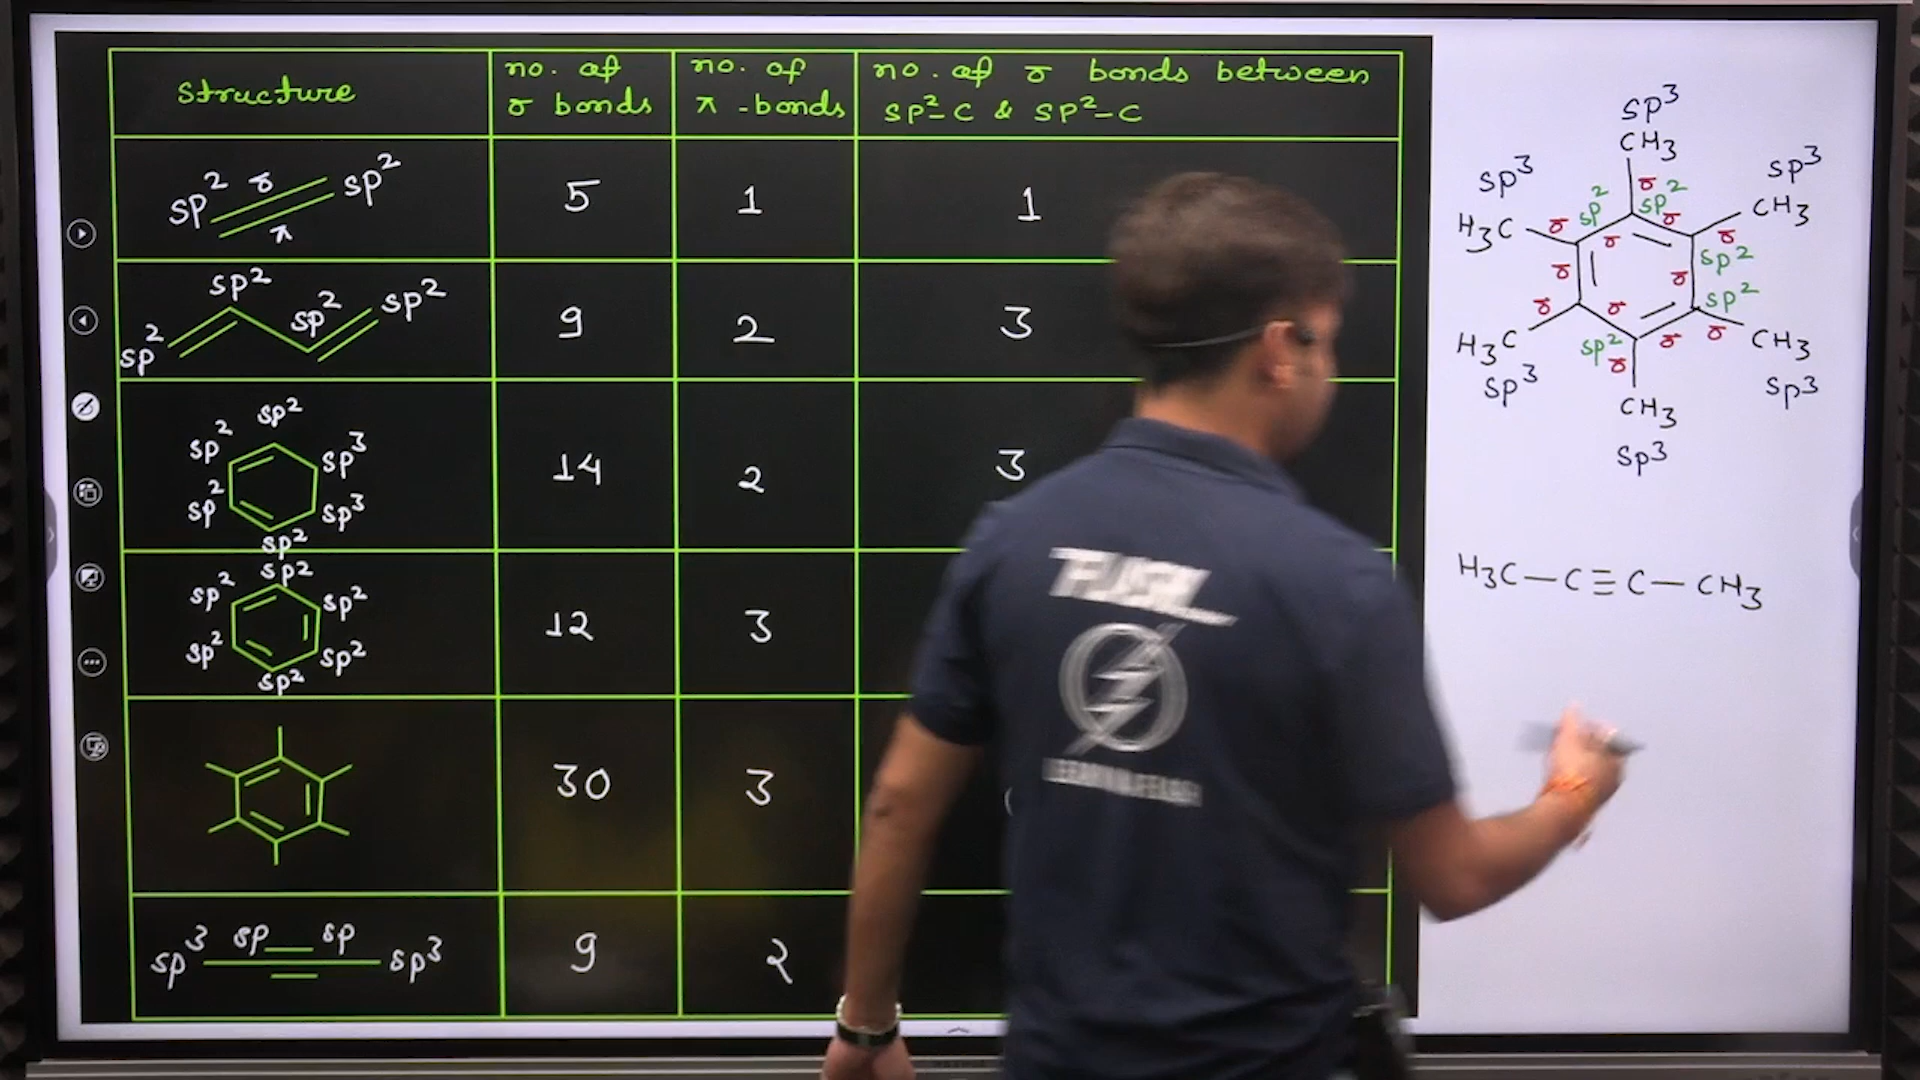 Structure
no. of
σ bonds
no. of
π -bonds
no. of σ bonds between
sp²-C & sp²-C
sp² σ sp²
π
5
1
1
sp²
sp²
sp²
sp²
9
2
3
sp²
sp²
sp³
sp²
sp³
sp²
14
2
3
sp²
sp²
sp²
sp²
sp²
sp²
12
3
30
3
sp³ sp sp sp³
9
2
sp³
CH3
sp³
sp³
σ
H3C σ sp² sp² σ CH3
σ σ
sp²
σ σ
sp²
σ σ σ
H3C sp² σ CH3
σ
sp³ sp³
CH3
sp³
H3C—C≡C—CH3